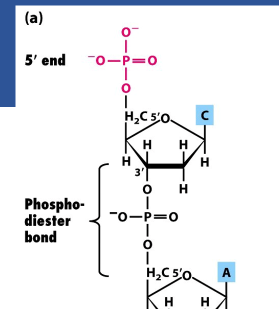 (a)
O⁻
5′ end
⁻O–P=O
O
H₂C 5′ O C
H H
H 3′ H H
O
Phospho-
diester
bond
⁻O–P=O
O
H₂C 5′ O A
H H